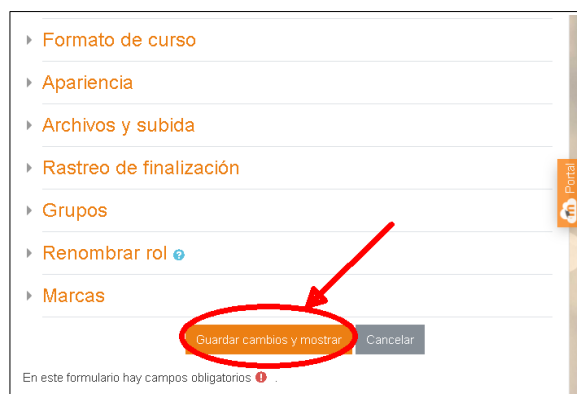 Formato de curso
Apariencia
Archivos y subida
Rastreo de finalización
Portal
Grupos
Renombrar rol ?
Marcas
Guardar cambios y mostrar Cancelar
En este formulario hay campos obligatorios ! .